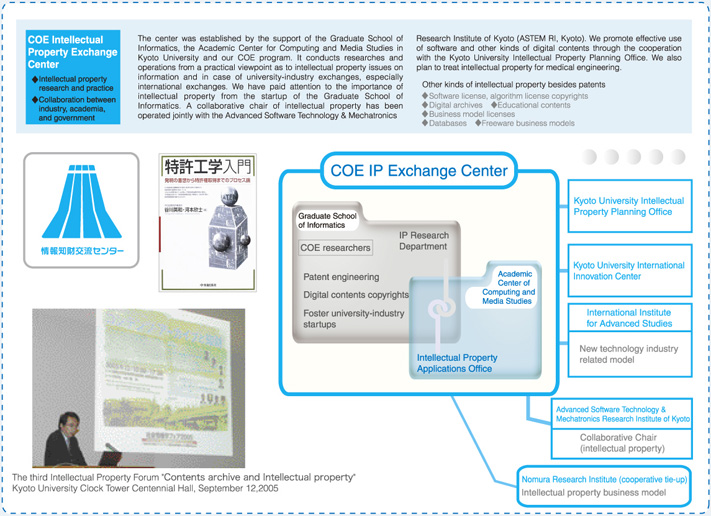 COE Intellectual
Property Exchange
Center
◆Intellectual property
research and practice
◆Collaboration between
industry, academia,
and government
The center was established by the support of the Graduate School of
Informatics, the Academic Center for Computing and Media Studies in
Kyoto University and our COE program. It conducts researches and
operations from a practical viewpoint as to intellectual property issues on
information and in case of university-industry exchanges, especially
international exchanges. We have paid attention to the importance of
intellectual property from the startup of the Graduate School of
Informatics. A collaborative chair of intellectual property has been
operated jointly with the Advanced Software Technology & Mechatronics
Research Institute of Kyoto (ASTEM RI, Kyoto). We promote effective use
of software and other kinds of digital contents through the cooperation
with the Kyoto University Intellectual Property Planning Office. We also
plan to treat intellectual property for medical engineering.
Other kinds of intellectual property besides patents
◆Software license, algorithm license copyrights
◆Digital archives ◆Educational contents
◆Business model licenses
◆Databases ◆Freeware business models
情報知財交流センター
特許工学入門
COE IP Exchange Center
Graduate School
of Informatics
COE researchers
IP Research
Department
Patent engineering
Digital contents copyrights
Foster university-industry
startups
Academic
Center of
Computing and
Media Studies
Intellectual Property
Applications Office
Kyoto University Intellectual
Property Planning Office
Kyoto University International
Innovation Center
International Institute
for Advanced Studies
New technology industry
related model
Advanced Software Technology &
Mechatronics Research Institute of Kyoto
Collaborative Chair
(intellectual property)
Nomura Research Institute (cooperative tie-up)
Intellectual property business model
The third Intellectual Property Forum "Contents archive and Intellectual property"
Kyoto University Clock Tower Centennial Hall, September 12,2005